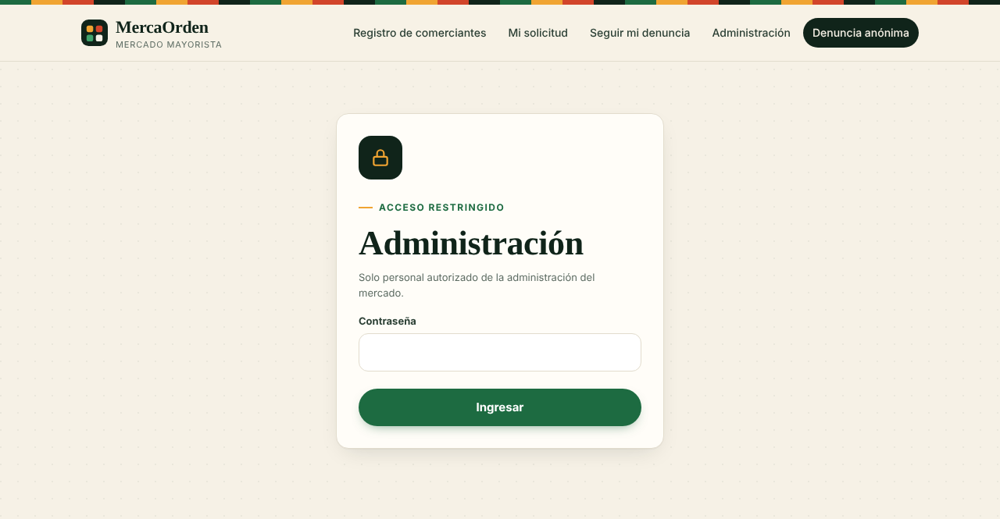 MercaOrden
MERCADO MAYORISTA
Registro de comerciantes
Mi solicitud
Seguir mi denuncia
Administración
Denuncia anónima
ACCESO RESTRINGIDO
Administración
Solo personal autorizado de la administración del
mercado.
Contraseña
Ingresar